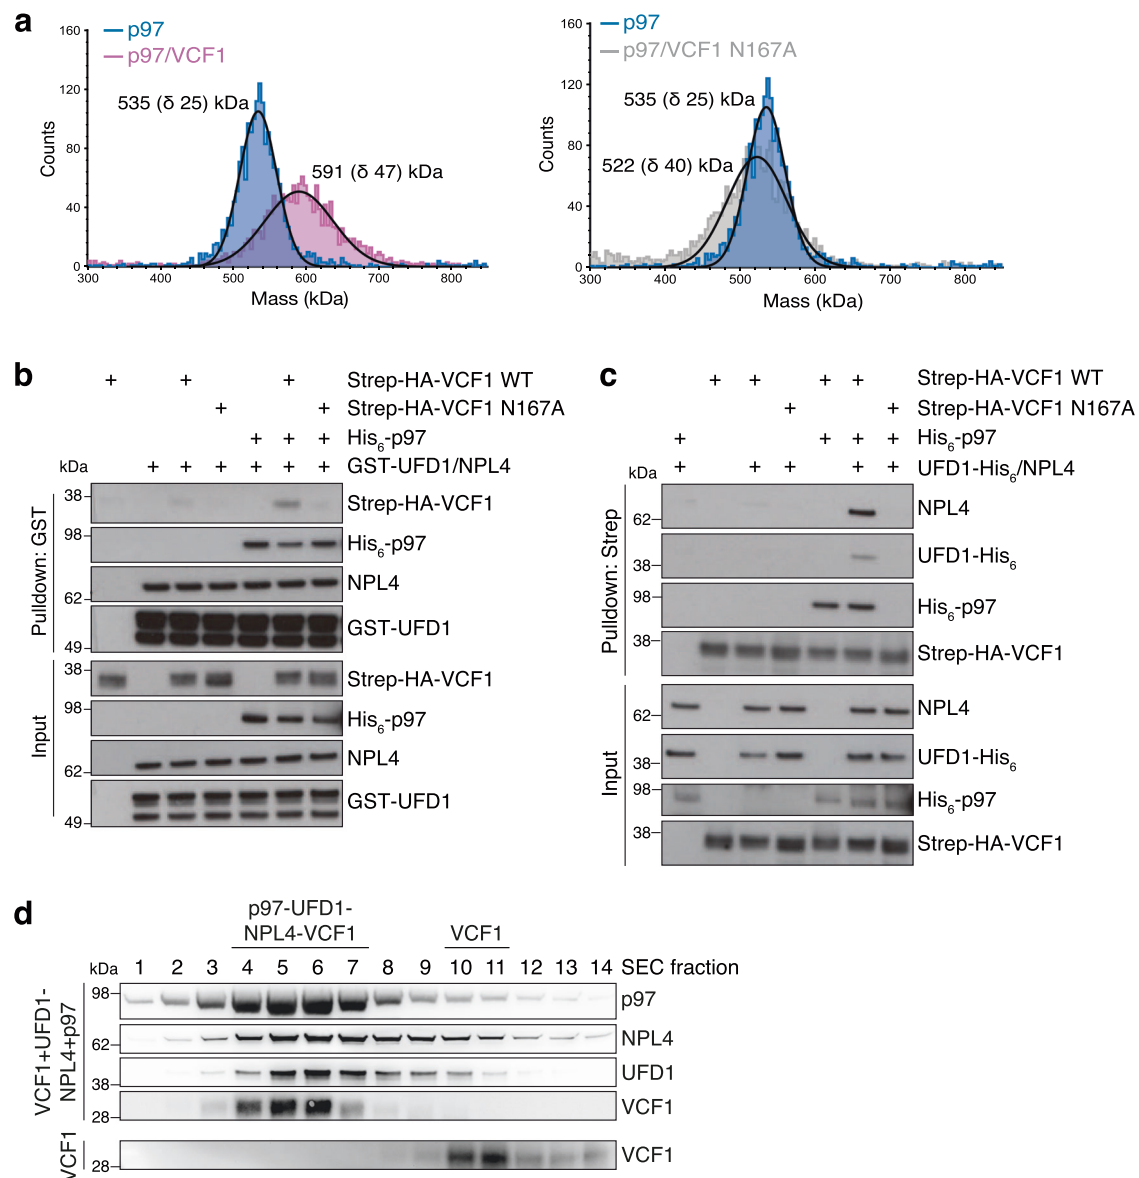 a
160
120
80
40
0
Counts
300 400 500 600 700 800
Mass (kDa)
p97
p97/VCF1
535 (δ 25) kDa
591 (δ 47) kDa
160
120
80
40
0
Counts
300 400 500 600 700 800
Mass (kDa)
p97
p97/VCF1 N167A
535 (δ 25) kDa
522 (δ 40) kDa
b
+ + + Strep-HA-VCF1 WT
+ + Strep-HA-VCF1 N167A
+ + + His6-p97
kDa + + + + + + GST-UFD1/NPL4
Pulldown: GST
38 Strep-HA-VCF1
98 His6-p97
62 NPL4
49 GST-UFD1
Input
38 Strep-HA-VCF1
98 His6-p97
62 NPL4
49 GST-UFD1
c
+ + + + Strep-HA-VCF1 WT
+ + Strep-HA-VCF1 N167A
+ + + + His6-p97
kDa + + + + + UFD1-His6/NPL4
Pulldown: Strep
62 NPL4
38 UFD1-His6
98 His6-p97
38 Strep-HA-VCF1
Input
62 NPL4
38 UFD1-His6
98 His6-p97
38 Strep-HA-VCF1
d
p97-UFD1-
NPL4-VCF1
VCF1
kDa 1 2 3 4 5 6 7 8 9 10 11 12 13 14 SEC fraction
VCF1+UFD1-
NPL4+p97
98 p97
62 NPL4
38 UFD1
28 VCF1
VCF1
28 VCF1